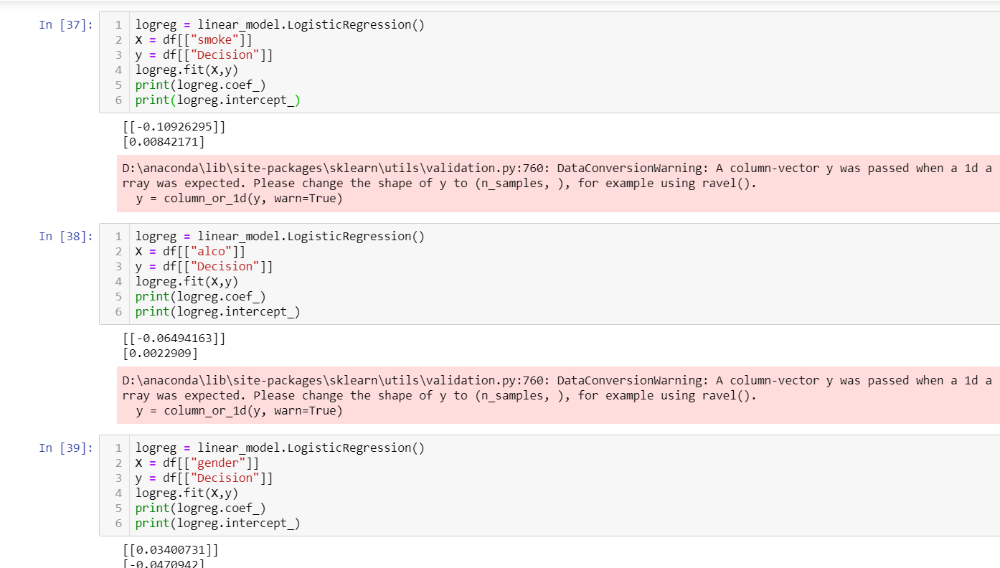 In [37]:
1 logreg = linear_model.LogisticRegression()
2 X = df[["smoke"]]
3 y = df[["Decision"]]
4 logreg.fit(X,y)
5 print(logreg.coef_)
6 print(logreg.intercept_)
[[-0.10926295]]
[0.00842171]
D:\anaconda\lib\site-packages\sklearn\utils\validation.py:760: DataConversionWarning: A column-vector y was passed when a 1d a
rray was expected. Please change the shape of y to (n_samples, ), for example using ravel().
y = column_or_1d(y, warn=True)
In [38]:
1 logreg = linear_model.LogisticRegression()
2 X = df[["alco"]]
3 y = df[["Decision"]]
4 logreg.fit(X,y)
5 print(logreg.coef_)
6 print(logreg.intercept_)
[[-0.06494163]]
[0.0022909]
D:\anaconda\lib\site-packages\sklearn\utils\validation.py:760: DataConversionWarning: A column-vector y was passed when a 1d a
rray was expected. Please change the shape of y to (n_samples, ), for example using ravel().
y = column_or_1d(y, warn=True)
In [39]:
1 logreg = linear_model.LogisticRegression()
2 X = df[["gender"]]
3 y = df[["Decision"]]
4 logreg.fit(X,y)
5 print(logreg.coef_)
6 print(logreg.intercept_)
[[0.03400731]]
[-0.0470942]